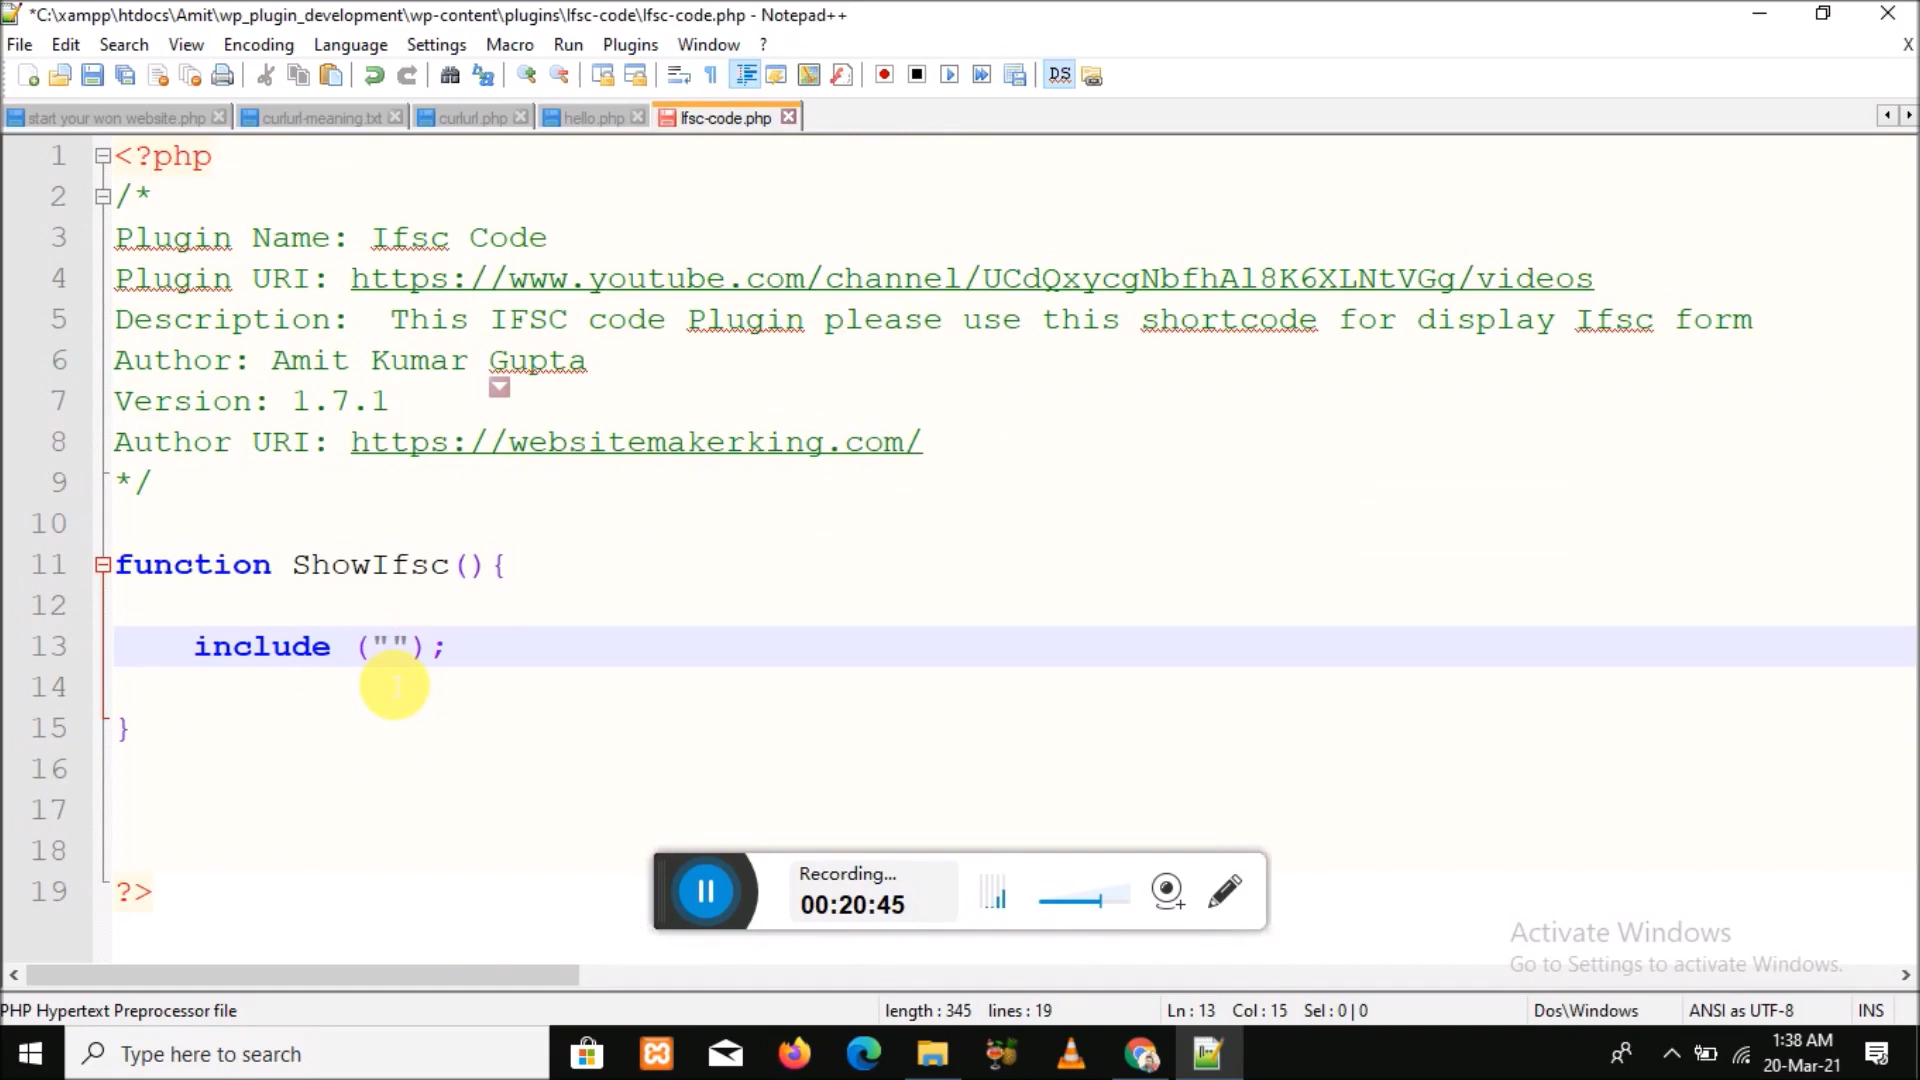 *C:\xampp\htdocs\Amit\wp_plugin_development\wp-content\plugins\Ifsc-code\Ifsc-code.php - Notepad++
File Edit Search View Encoding Language Settings Macro Run Plugins Window ? X
DS
start your won website.php curlurl-meaning.txt curlurl.php hello.php Ifsc-code.php
1 <?php
2 /*
3 Plugin Name: Ifsc Code
4 Plugin URI: https://www.youtube.com/channel/UCdQxycgNbfhAl8K6XLNtVGg/videos
5 Description:  This IFSC code Plugin please use this shortcode for display Ifsc form
6 Author: Amit Kumar Gupta
7 Version: 1.7.1
8 Author URI: https://websitemakerking.com/
9 */
10
11 function ShowIfsc(){
12
13 include ("");
14
15 }
16
17
18
19 ?>
Recording...
00:20:45
Activate Windows
Go to Settings to activate Windows.
PHP Hypertext Preprocessor file length : 345 lines : 19 Ln : 13 Col : 15 Sel : 0 | 0 Dos\Windows ANSI as UTF-8 INS
Type here to search
1:38 AM
20-Mar-21